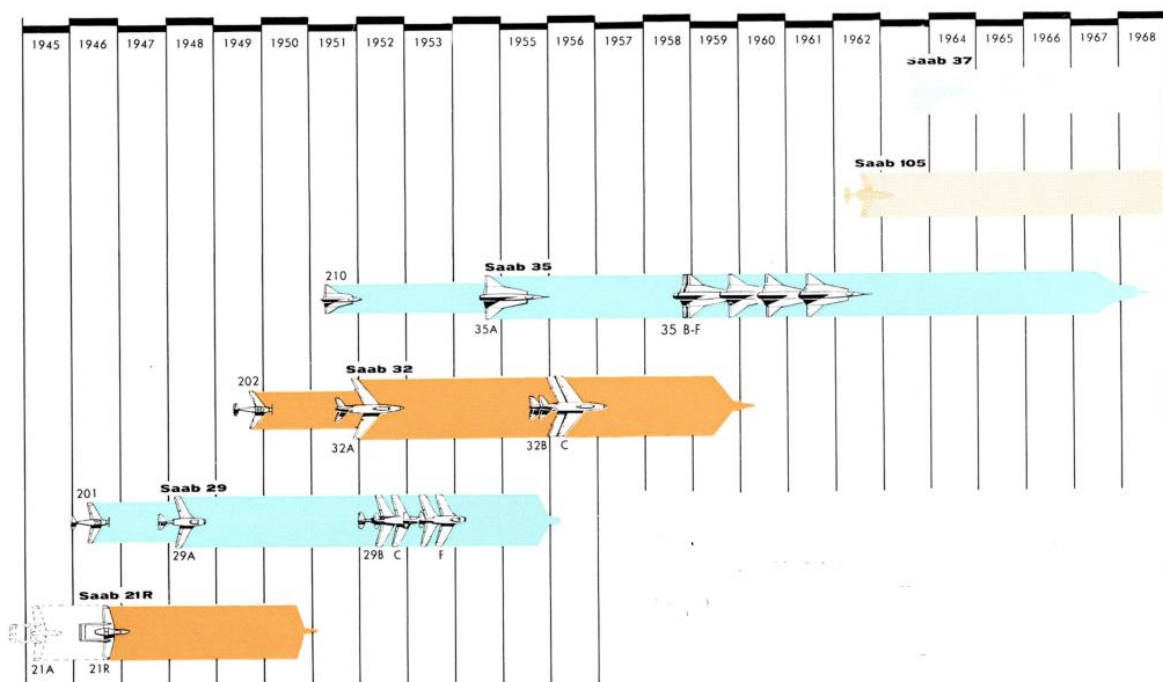 1945 1946 1947 1948 1949 1950 1951 1952 1953 1955 1956 1957 1958 1959 1960 1961 1962 1964 1965 1966 1967 1968
Saab 37
Saab 105
210 Saab 35
35A 35 B-F
202 Saab 32
32A 32B C
201 Saab 29
29A 29B C F
Saab 21R
21A 21R